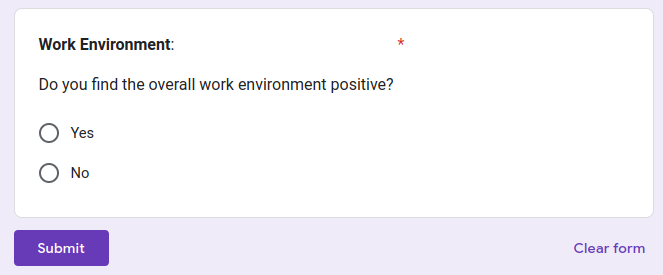 Work Environment: *
Do you find the overall work environment positive?
Yes
No
Submit Clear form